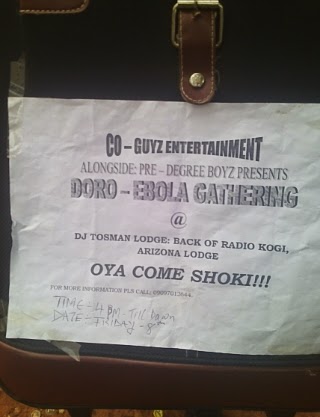 CO - GUYZ ENTERTAINMENT
ALONGSIDE: PRE – DEGREE BOYZ PRESENTS
DORO – EBOLA GATHERING
@
DJ TOSMAN LODGE: BACK OF RADIO KOGI,
ARIZONA LODGE
OYA COME SHOKI!!!
FOR MORE INFORMATION PLS CALL:
TIME = 4PM - TILL DAWN
DATE = FRIDAY - 8th